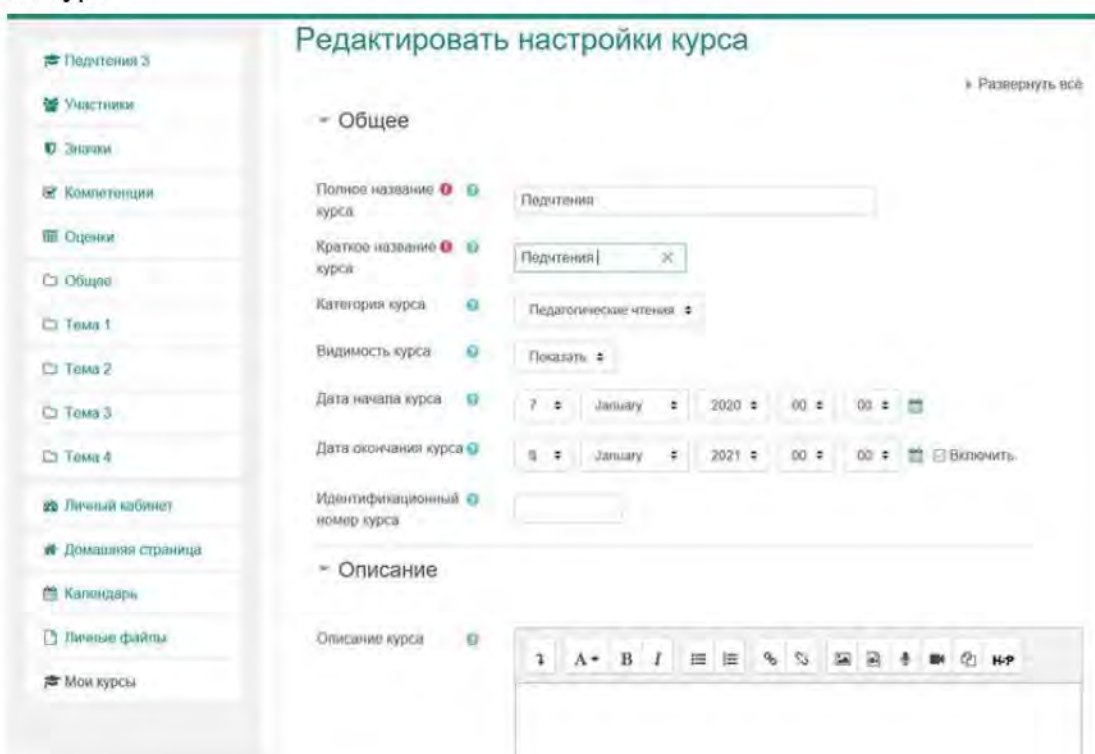 Редактировать настройки курса
Развернуть всё
Педчтения 3
Участники
Значки
Компетенции
Оценки
Общее
Тема 1
Тема 2
Тема 3
Тема 4
Личный кабинет
Домашняя страница
Календарь
Личные файлы
Мои курсы
Общее
Полное название
курса
Педчтения
Краткое название
курса
Педчтения
Категория курса
Педагогические чтения
Видимость курса
Показать
Дата начала курса
7 January 2020 00 00
Дата окончания курса
January 2021 00 00 Включить
Идентификационный
номер курса
Описание
Описание курса
A B I H-P